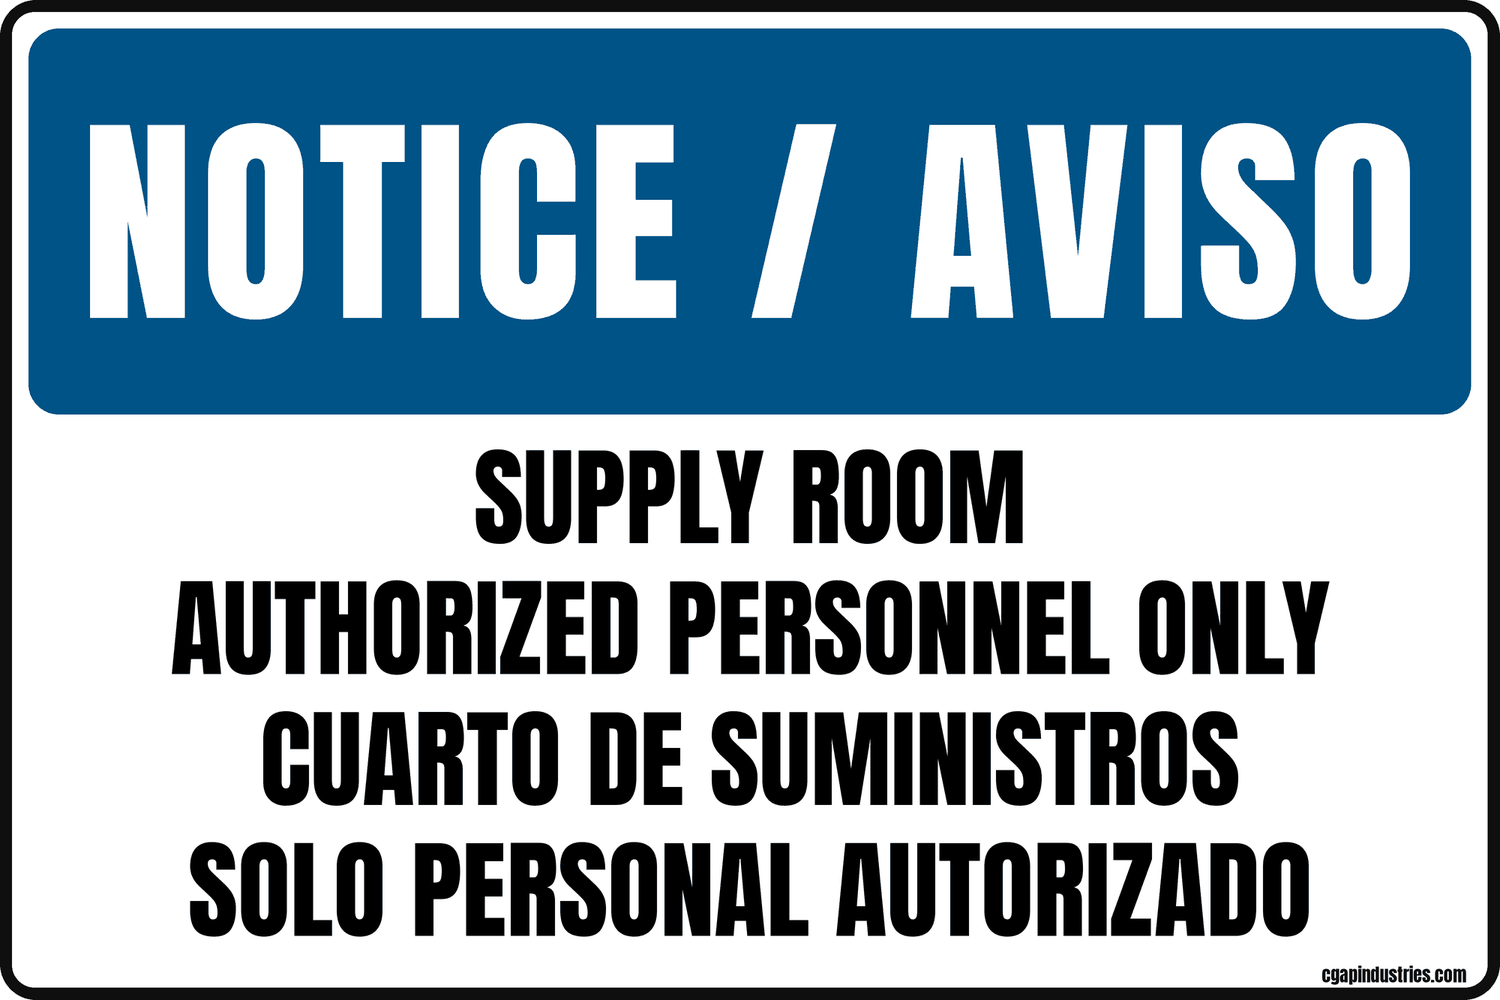 NOTICE / AVISO
SUPPLY ROOM
AUTHORIZED PERSONNEL ONLY
CUARTO DE SUMINISTROS
SOLO PERSONAL AUTORIZADO
cgapindustries.com